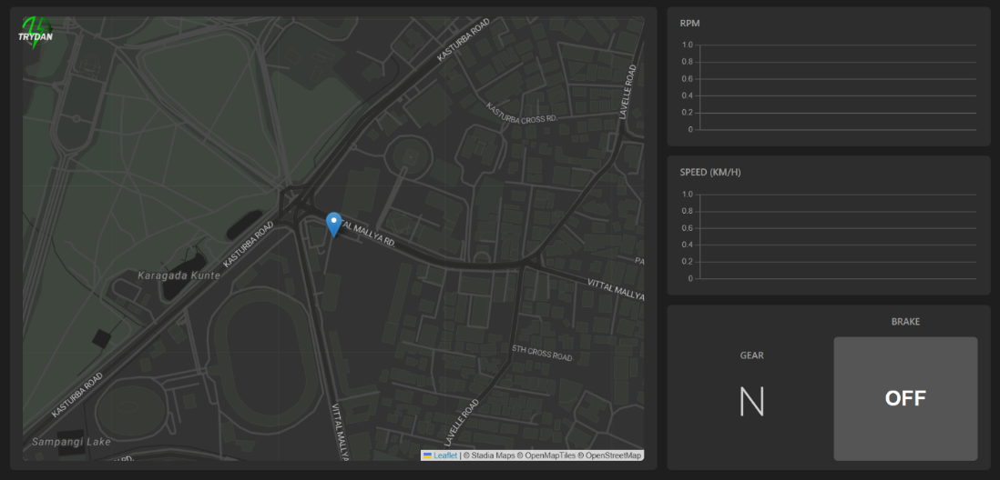 TRYDAN
KASTURBA ROAD
LAVELLE ROAD
KASTURBA CROSS RD.
TAL MALLYA RD.
KASTURBA ROAD
Karagada Kunte
PA
VITTAL MALLYA
5TH CROSS ROAD
KASTURBA ROAD
LAVELLE ROAD
VITTAL MALLYA
Sampangi Lake
RD.
Leaflet | © Stadia Maps © OpenMapTiles © OpenStreetMap
RPM
1.0
0.8
0.6
0.4
0.2
0
SPEED (KM/H)
1.0
0.8
0.6
0.4
0.2
0
GEAR
N
BRAKE
OFF